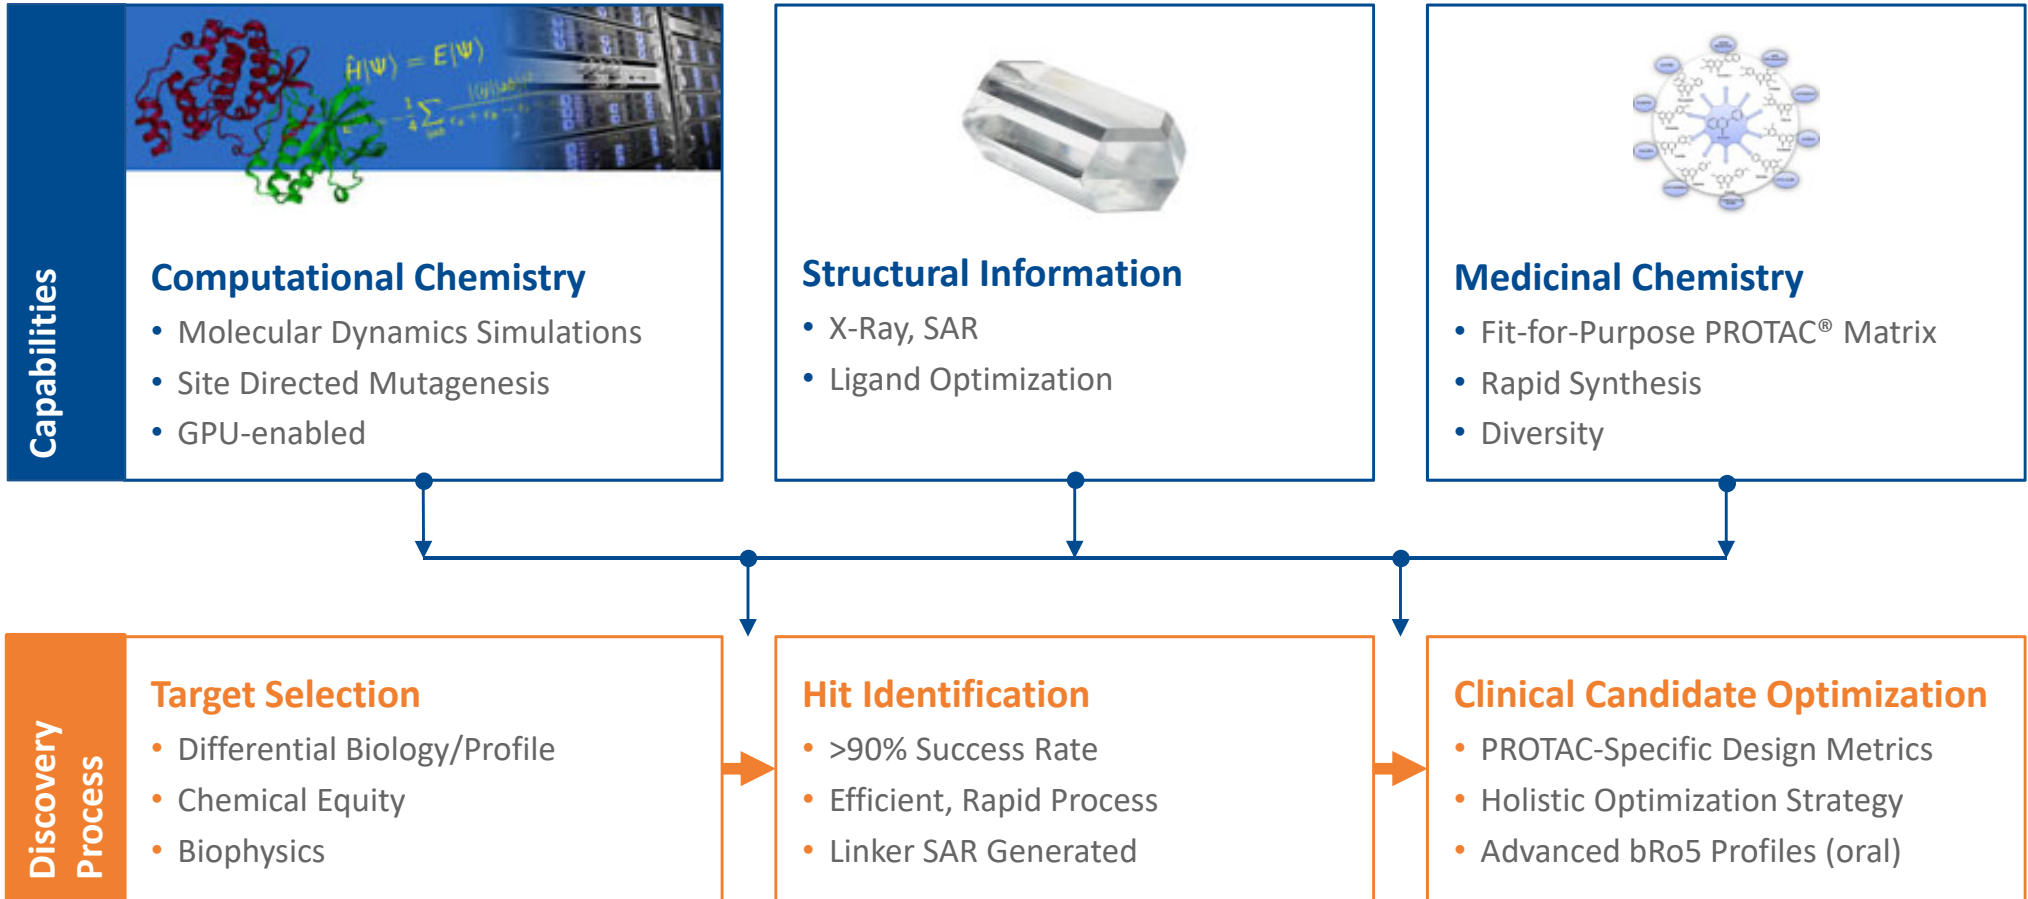 Capabilities
Ĥ|Ψ⟩ = E|Ψ⟩
Computational Chemistry
• Molecular Dynamics Simulations
• Site Directed Mutagenesis
• GPU-enabled
Structural Information
• X-Ray, SAR
• Ligand Optimization
Medicinal Chemistry
• Fit-for-Purpose PROTAC® Matrix
• Rapid Synthesis
• Diversity
Discovery
Process
Target Selection
• Differential Biology/Profile
• Chemical Equity
• Biophysics
Hit Identification
• >90% Success Rate
• Efficient, Rapid Process
• Linker SAR Generated
Clinical Candidate Optimization
• PROTAC-Specific Design Metrics
• Holistic Optimization Strategy
• Advanced bRo5 Profiles (oral)